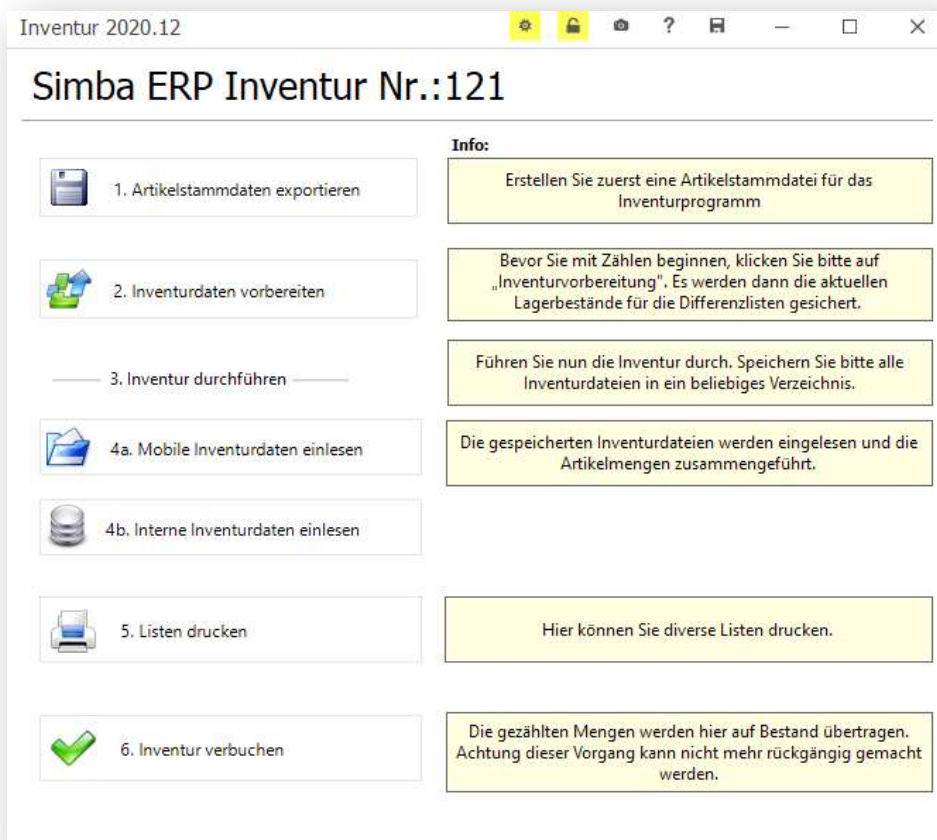 Inventur 2020.12
?
Simba ERP Inventur Nr.:121
Info:
1. Artikelstammdaten exportieren
Erstellen Sie zuerst eine Artikelstammdatei für das
Inventurprogramm
2. Inventurdaten vorbereiten
Bevor Sie mit Zählen beginnen, klicken Sie bitte auf
„Inventurvorbereitung". Es werden dann die aktuellen
Lagerbestände für die Differenzlisten gesichert.
3. Inventur durchführen
Führen Sie nun die Inventur durch. Speichern Sie bitte alle
Inventurdateien in ein beliebiges Verzeichnis.
4a. Mobile Inventurdaten einlesen
Die gespeicherten Inventurdateien werden eingelesen und die
Artikelmengen zusammengeführt.
4b. Interne Inventurdaten einlesen
5. Listen drucken
Hier können Sie diverse Listen drucken.
6. Inventur verbuchen
Die gezählten Mengen werden hier auf Bestand übertragen.
Achtung dieser Vorgang kann nicht mehr rückgängig gemacht
werden.